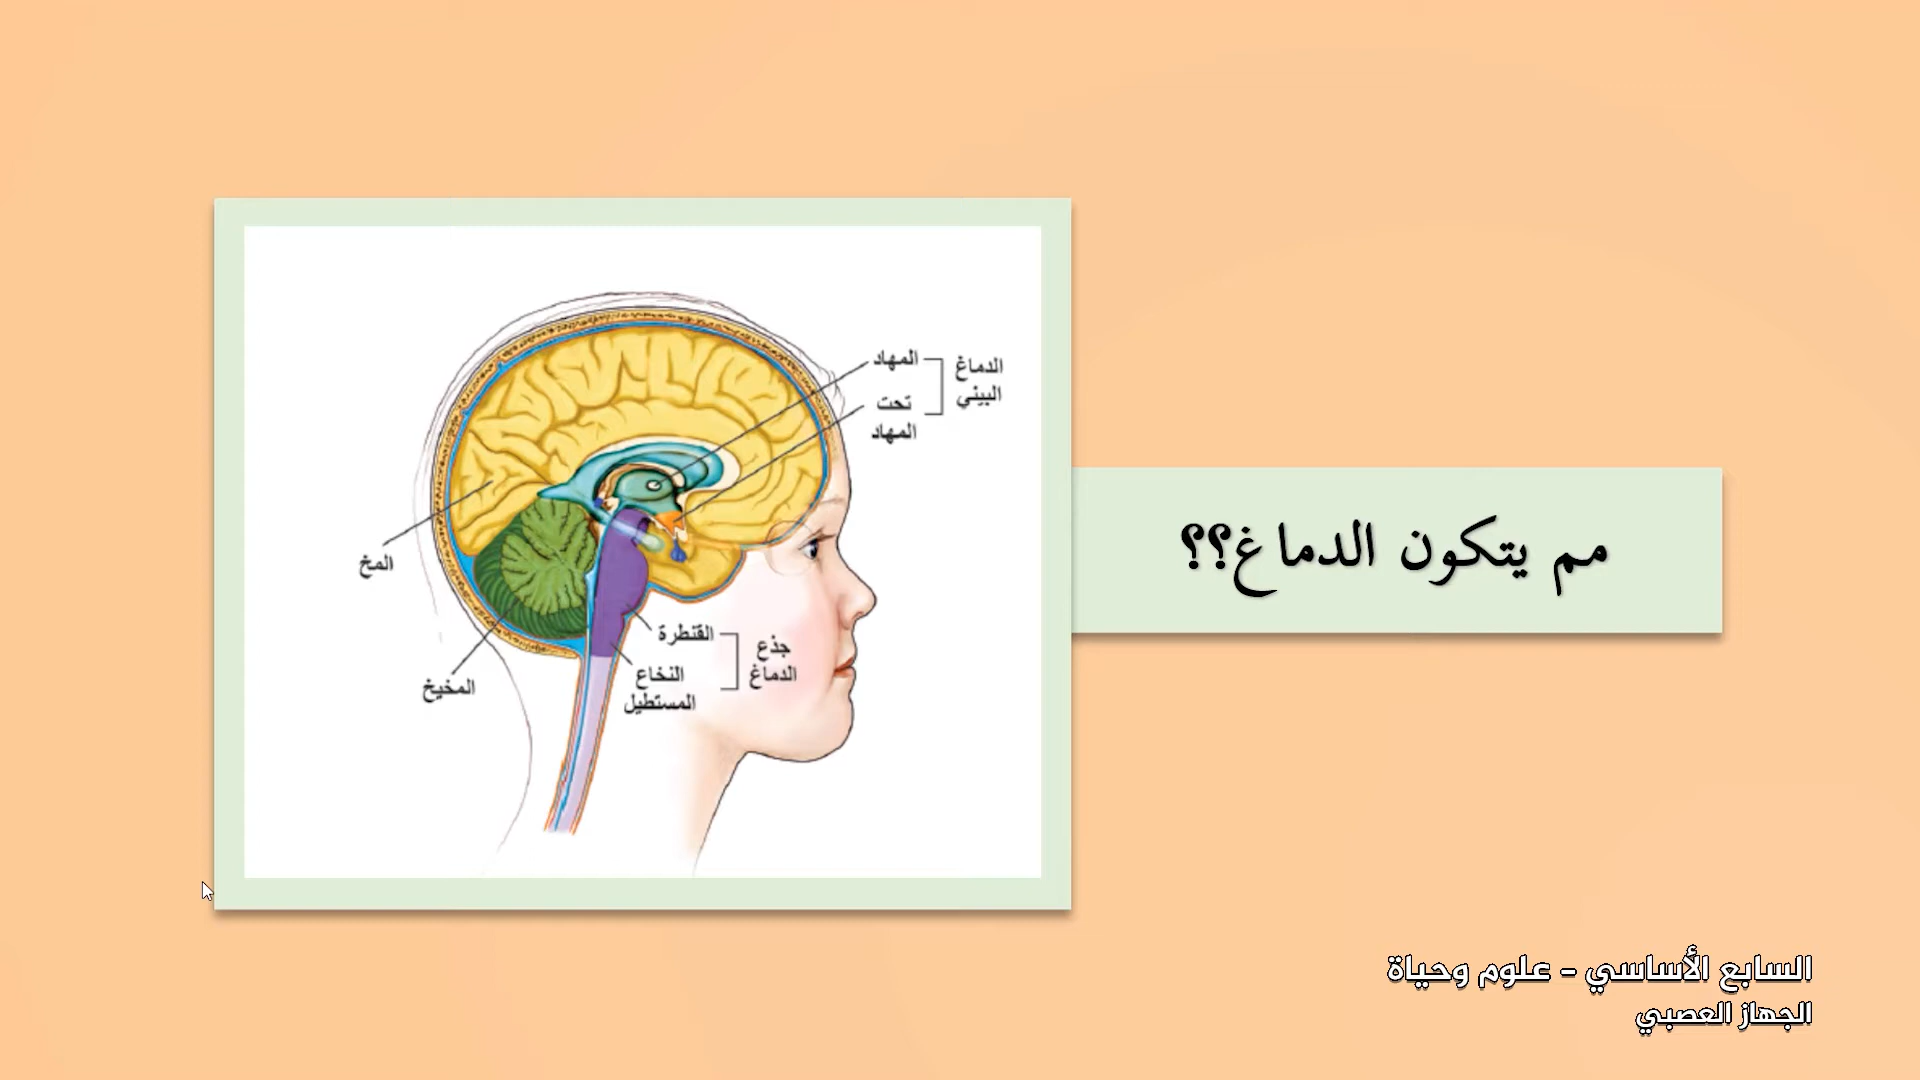 مم يتكون الدماغ؟؟
المهاد
تحت
المهاد
الدماغ
البيني
المخ
المخيخ
القنطرة
النخاع
المستطيل
جذع
الدماغ
السابع الأساسي - علوم وحياة
الجهاز العصبي